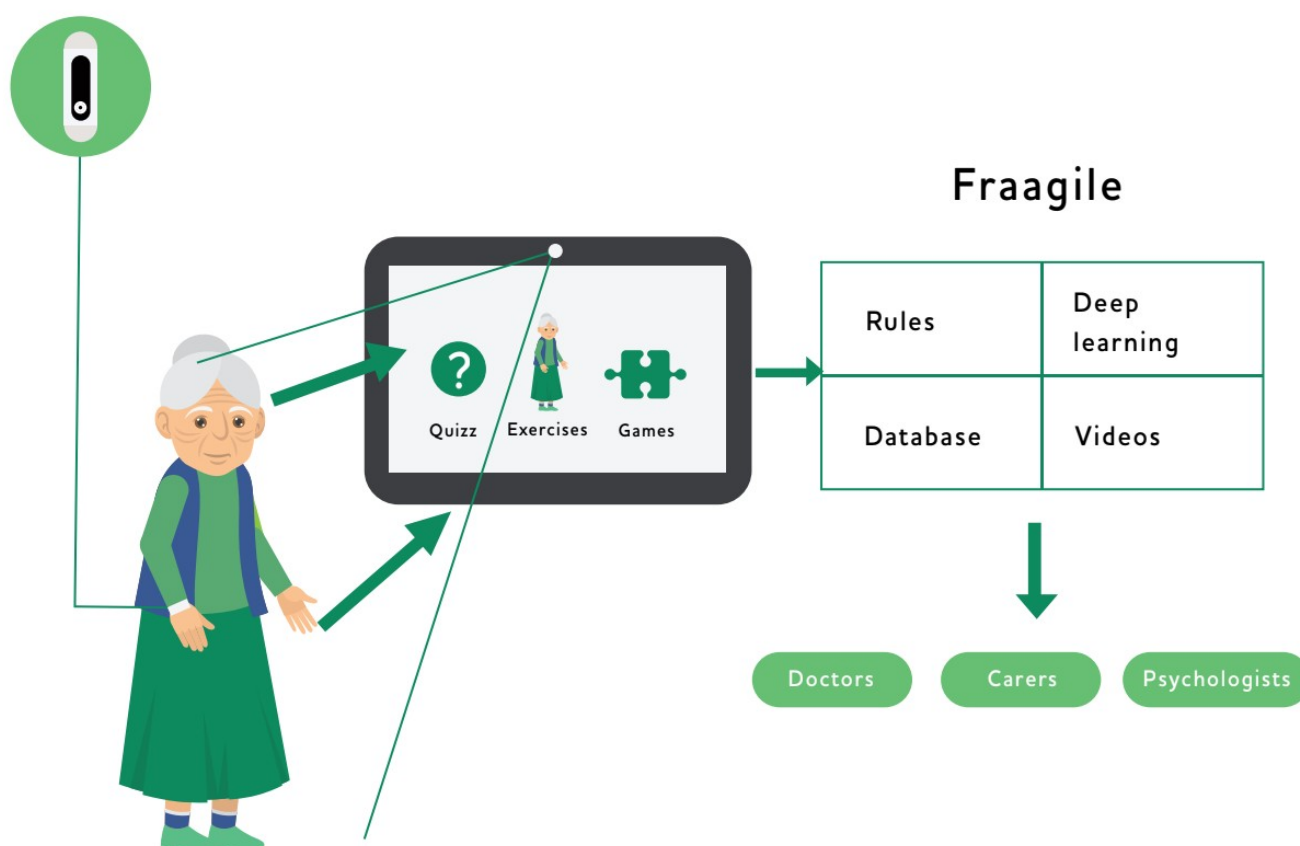 Fraagile
Rules
Deep
learning
Database
Videos
?
Quizz
Exercises
Games
Doctors
Carers
Psychologists